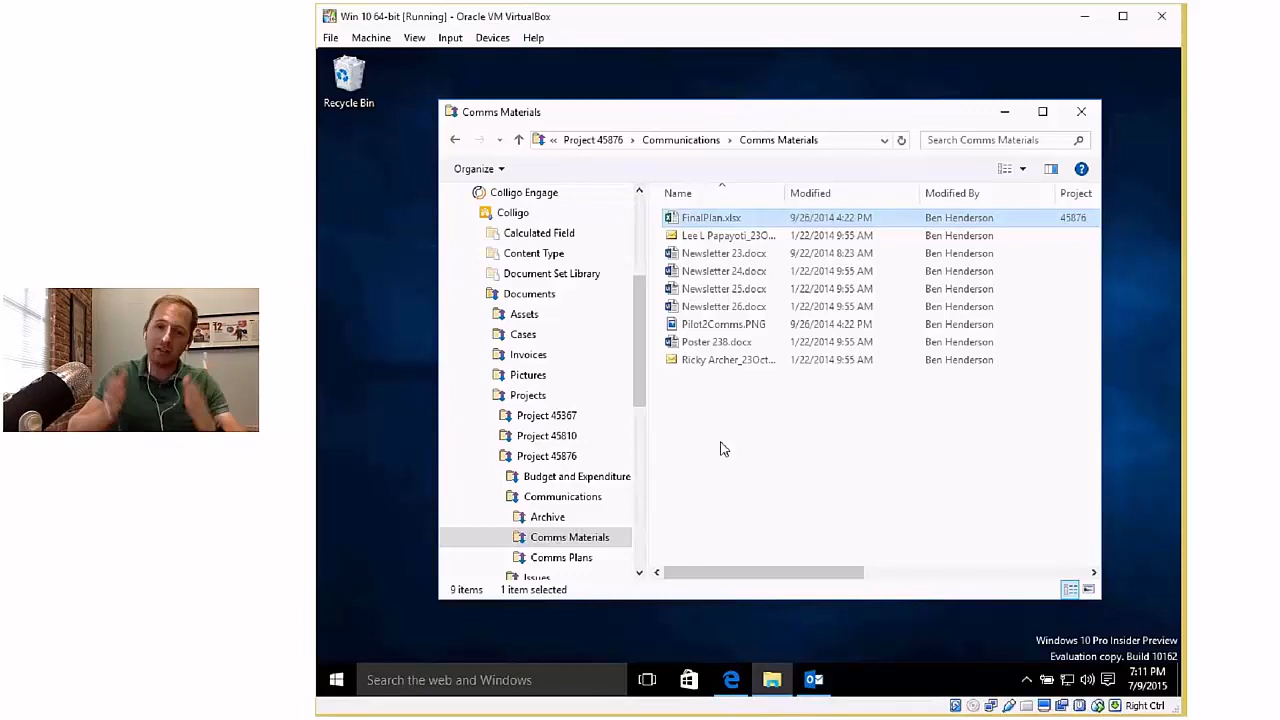 Win 10 64-bit [Running] - Oracle VM VirtualBox
File Machine View Input Devices Help
Recycle Bin
Comms Materials
« Project 45876 Communications Comms Materials
Search Comms Materials
Organize
Colligo Engage
Colligo
Calculated Field
Content Type
Document Set Library
Documents
Assets
Cases
Invoices
Pictures
Projects
Project 45367
Project 45810
Project 45876
Budget and Expenditure
Communications
Archive
Comms Materials
Comms Plans
Issues
Name Modified Modified By Project
FinalPlan.xlsx 9/26/2014 4:22 PM Ben Henderson 45876
Lee L Papayoti_23O... 1/22/2014 9:55 AM Ben Henderson
Newsletter 23.docx 9/22/2014 8:23 AM Ben Henderson
Newsletter 24.docx 1/22/2014 9:55 AM Ben Henderson
Newsletter 25.docx 1/22/2014 9:55 AM Ben Henderson
Newsletter 26.docx 1/22/2014 9:55 AM Ben Henderson
Pilot2Comms.PNG 9/26/2014 4:22 PM Ben Henderson
Poster 238.docx 1/22/2014 9:55 AM Ben Henderson
Ricky Archer_23Oct... 1/22/2014 9:55 AM Ben Henderson
9 items 1 item selected
Windows 10 Pro Insider Preview
Evaluation copy. Build 10162
Search the web and Windows
7:11 PM
7/9/2015
Right Ctrl
12